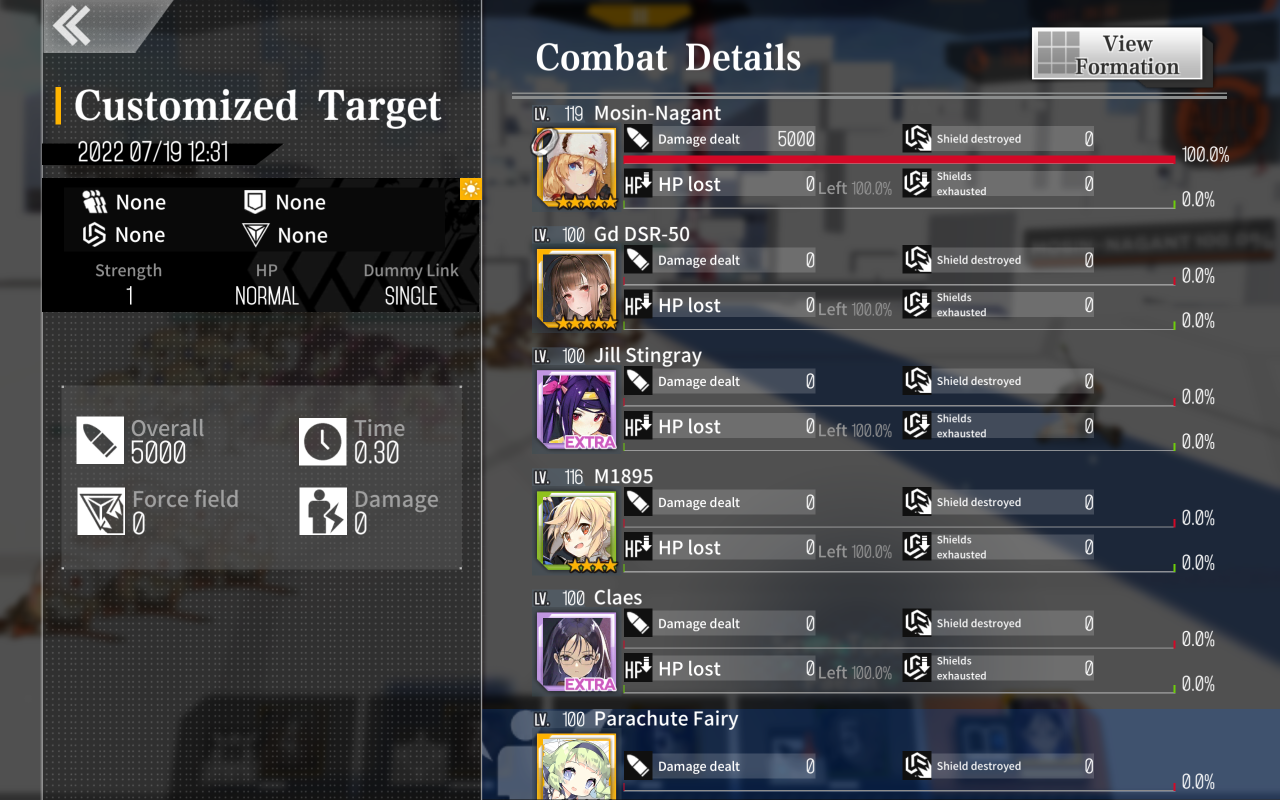 Customized Target
2022 07/19 12:31
None None
None None
Strength HP Dummy Link
1 NORMAL SINGLE
Overall Time
5000 0.30
Force field Damage
0 0
Combat Details
View
Formation
LV. 119 Mosin-Nagant
Damage dealt 5000 Shield destroyed 0
100.0%
HP HP lost 0 Left 100.0% Shields exhausted 0
0.0%
LV. 100 Gd DSR-50
Damage dealt 0 Shield destroyed 0
0.0%
HP HP lost 0 Left 100.0% Shields exhausted 0
0.0%
LV. 100 Jill Stingray
Damage dealt 0 Shield destroyed 0
0.0%
EXTRA
HP HP lost 0 Left 100.0% Shields exhausted 0
0.0%
LV. 116 M1895
Damage dealt 0 Shield destroyed 0
0.0%
HP HP lost 0 Left 100.0% Shields exhausted 0
0.0%
LV. 100 Claes
Damage dealt 0 Shield destroyed 0
0.0%
EXTRA
HP HP lost 0 Left 100.0% Shields exhausted 0
0.0%
LV. 100 Parachute Fairy
Damage dealt 0 Shield destroyed 0
0.0%